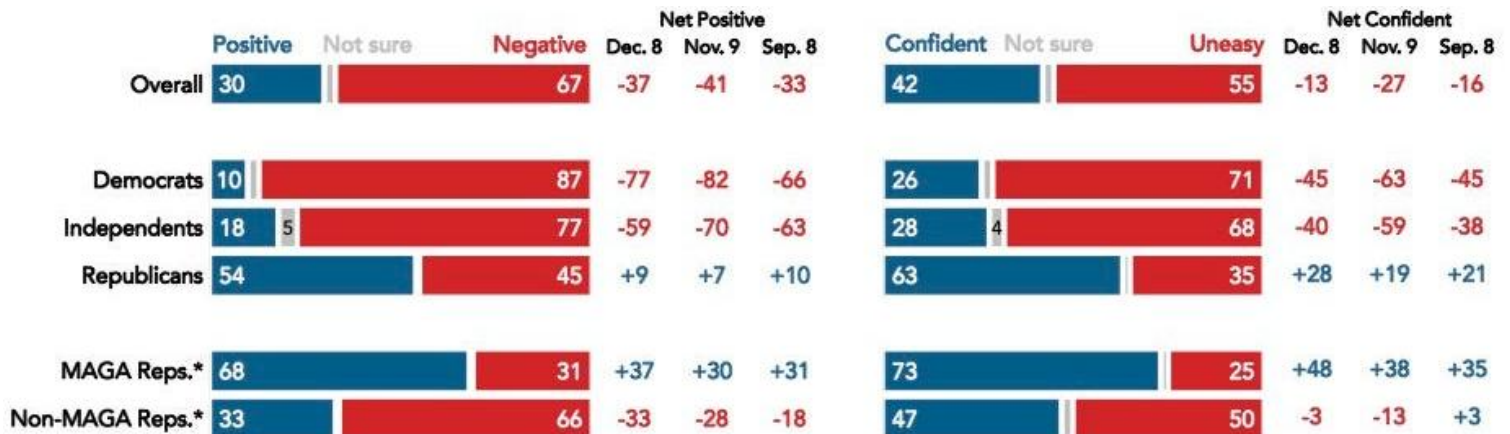 Net Positive
Net Confident
Positive Not sure Negative Dec. 8 Nov. 9 Sep. 8 Confident Not sure Uneasy Dec. 8 Nov. 9 Sep. 8
Overall 30 67 -37 -41 -33 42 55 -13 -27 -16
Democrats 10 87 -77 -82 -66 26 71 -45 -63 -45
Independents 18 5 77 -59 -70 -63 28 4 68 -40 -59 -38
Republicans 54 45 +9 +7 +10 63 35 +28 +19 +21
MAGA Reps.* 68 31 +37 +30 +31 73 25 +48 +38 +35
Non-MAGA Reps.* 33 66 -33 -28 -18 47 50 -3 -13 +3